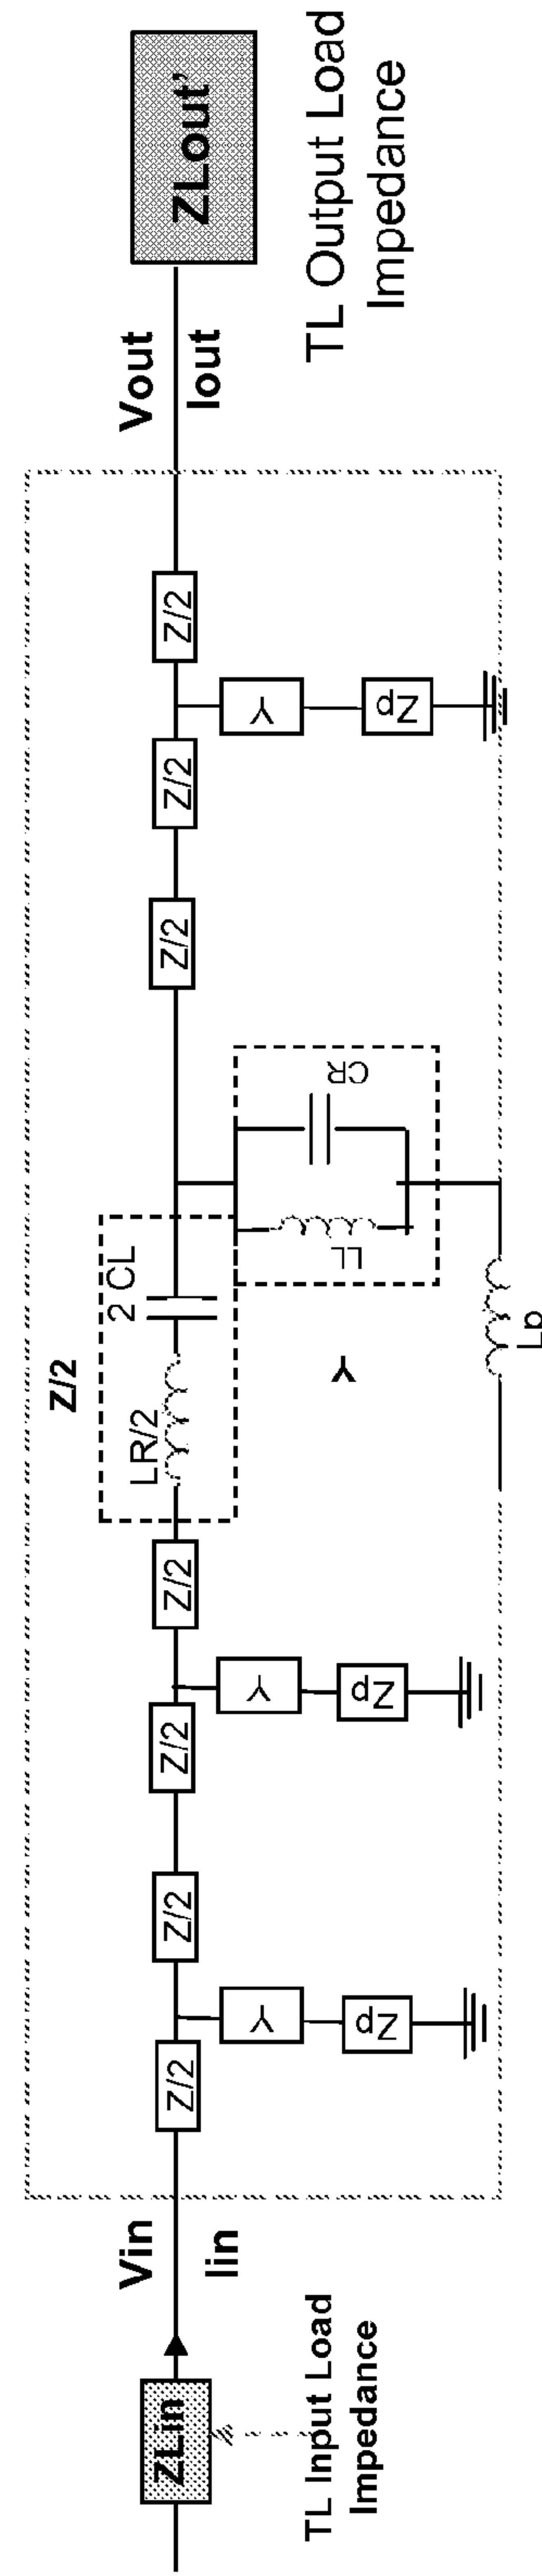 ZLin
TL Input Load
Impedance
Vin
Iin
Z/2
Y
Zp
Z/2
Z/2
Y
Zp
Z/2
Z/2
LR/2
2 CL
LL
CR
Y
Lp
Z/2
Z/2
Y
Zp
Z/2
Vout
Iout
ZLout'
TL Output Load
Impedance